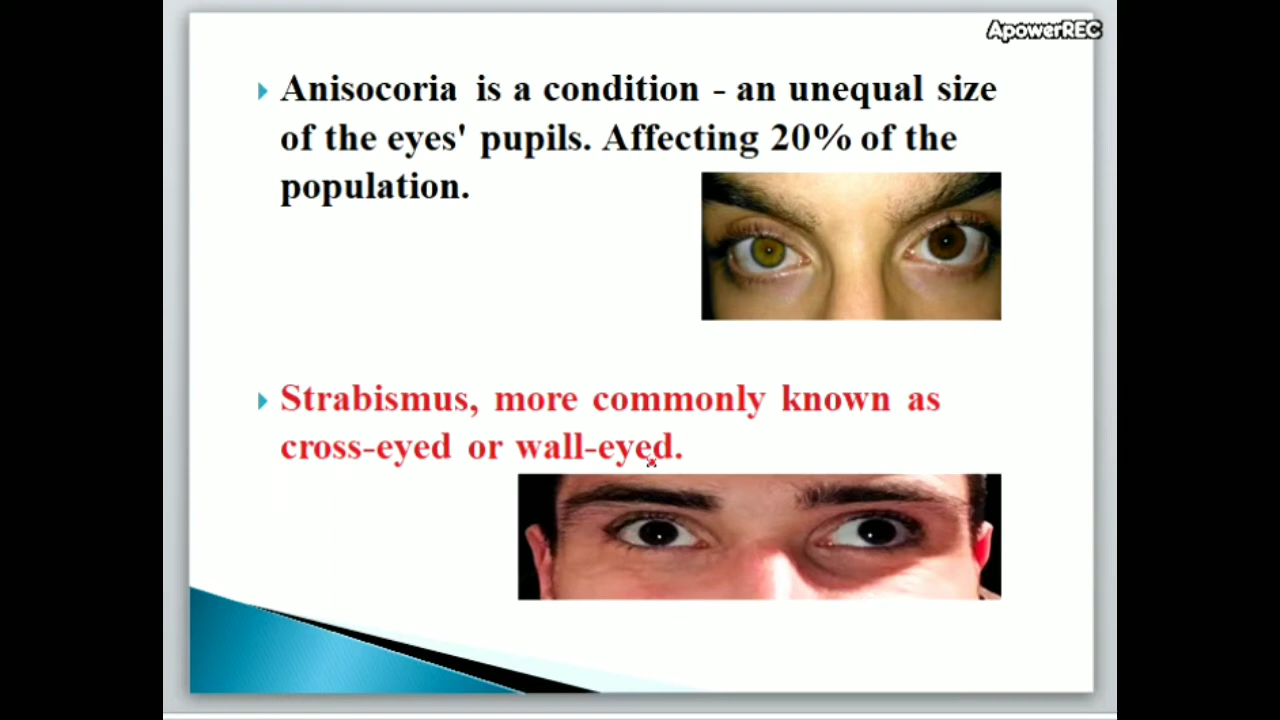 ApowerREC
Anisocoria is a condition - an unequal size
of the eyes' pupils. Affecting 20% of the
population.
Strabismus, more commonly known as
cross-eyed or wall-eyed.